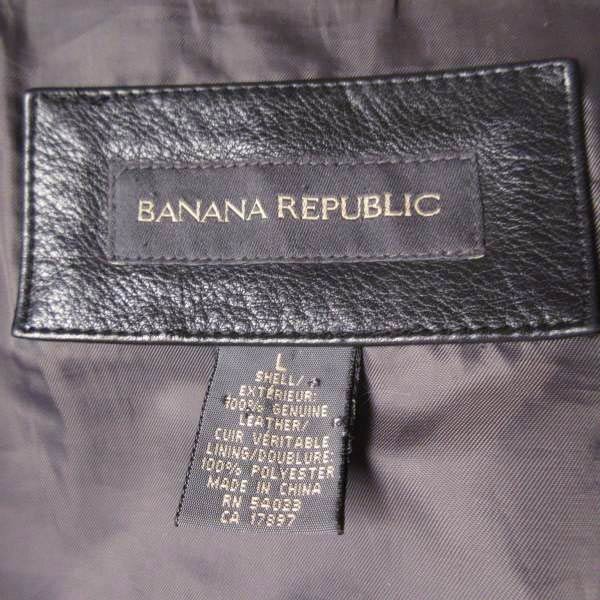 BANANA REPUBLIC
L
SHELL/
EXTÉRIEUR:
100% GENUINE
LEATHER/
CUIR VÉRITABLE
LINING/DOUBLURE:
100% POLYESTER
MADE IN CHINA
RN 54033
CA 17897